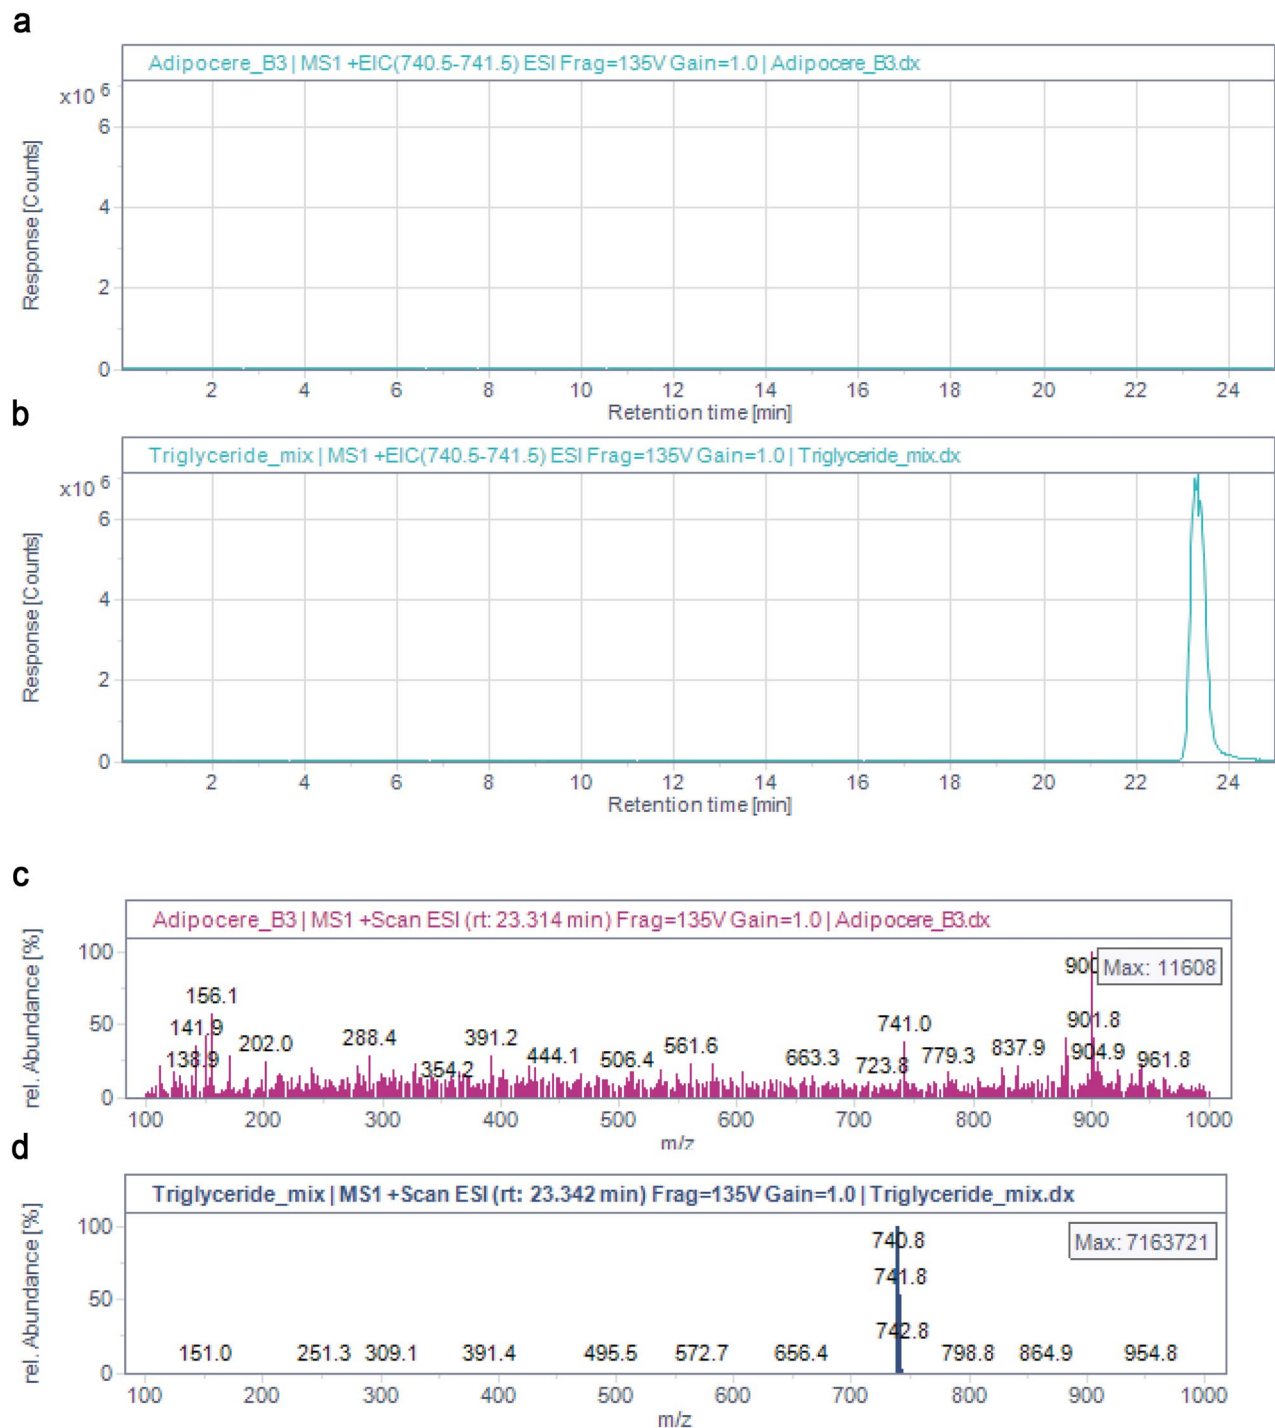 a
Adipocere_B3 | MS1 +EIC(740.5-741.5) ESI Frag=135V Gain=1.0 | Adipocere_B3.dx
x10 6
Response [Counts]
6
4
2
0
2 4 6 8 10 12 14 16 18 20 22 24
Retention time [min]
b
Triglyceride_mix | MS1 +EIC(740.5-741.5) ESI Frag=135V Gain=1.0 | Triglyceride_mix.dx
x10 6
Response [Counts]
6
4
2
0
2 4 6 8 10 12 14 16 18 20 22 24
Retention time [min]
c
Adipocere_B3 | MS1 +Scan ESI (rt: 23.314 min) Frag=135V Gain=1.0 | Adipocere_B3.dx
rel. Abundance [%]
100
50
0
Max: 11608
900
156.1
141.9
138.9
202.0
288.4
354.2
391.2
444.1
506.4
561.6
663.3
723.8
741.0
779.3
837.9
901.8
904.9
961.8
100 200 300 400 500 600 700 800 900 1000
m/z
d
Triglyceride_mix | MS1 +Scan ESI (rt: 23.342 min) Frag=135V Gain=1.0 | Triglyceride_mix.dx
rel. Abundance [%]
100
50
0
Max: 7163721
740.8
741.8
742.8
151.0 251.3 309.1 391.4 495.5 572.7 656.4 798.8 864.9 954.8
100 200 300 400 500 600 700 800 900 1000
m/z